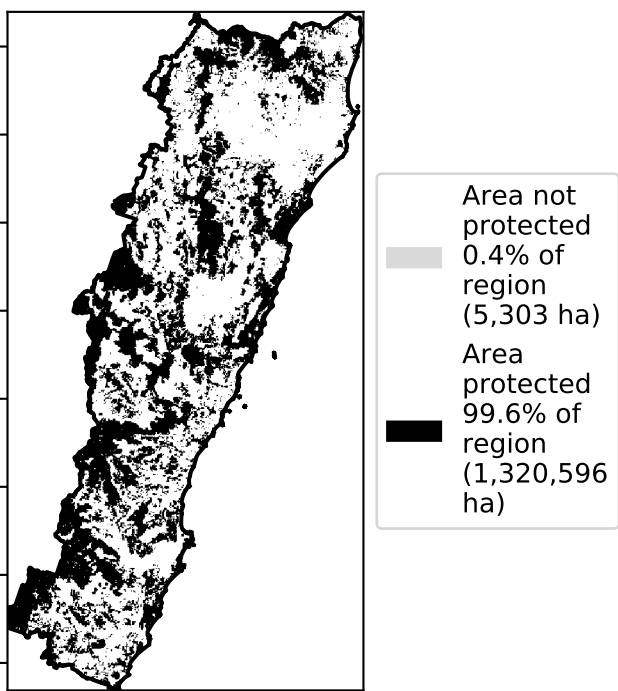 Area not
protected
0.4% of
region
(5,303 ha)
Area
protected
99.6% of
region
(1,320,596
ha)